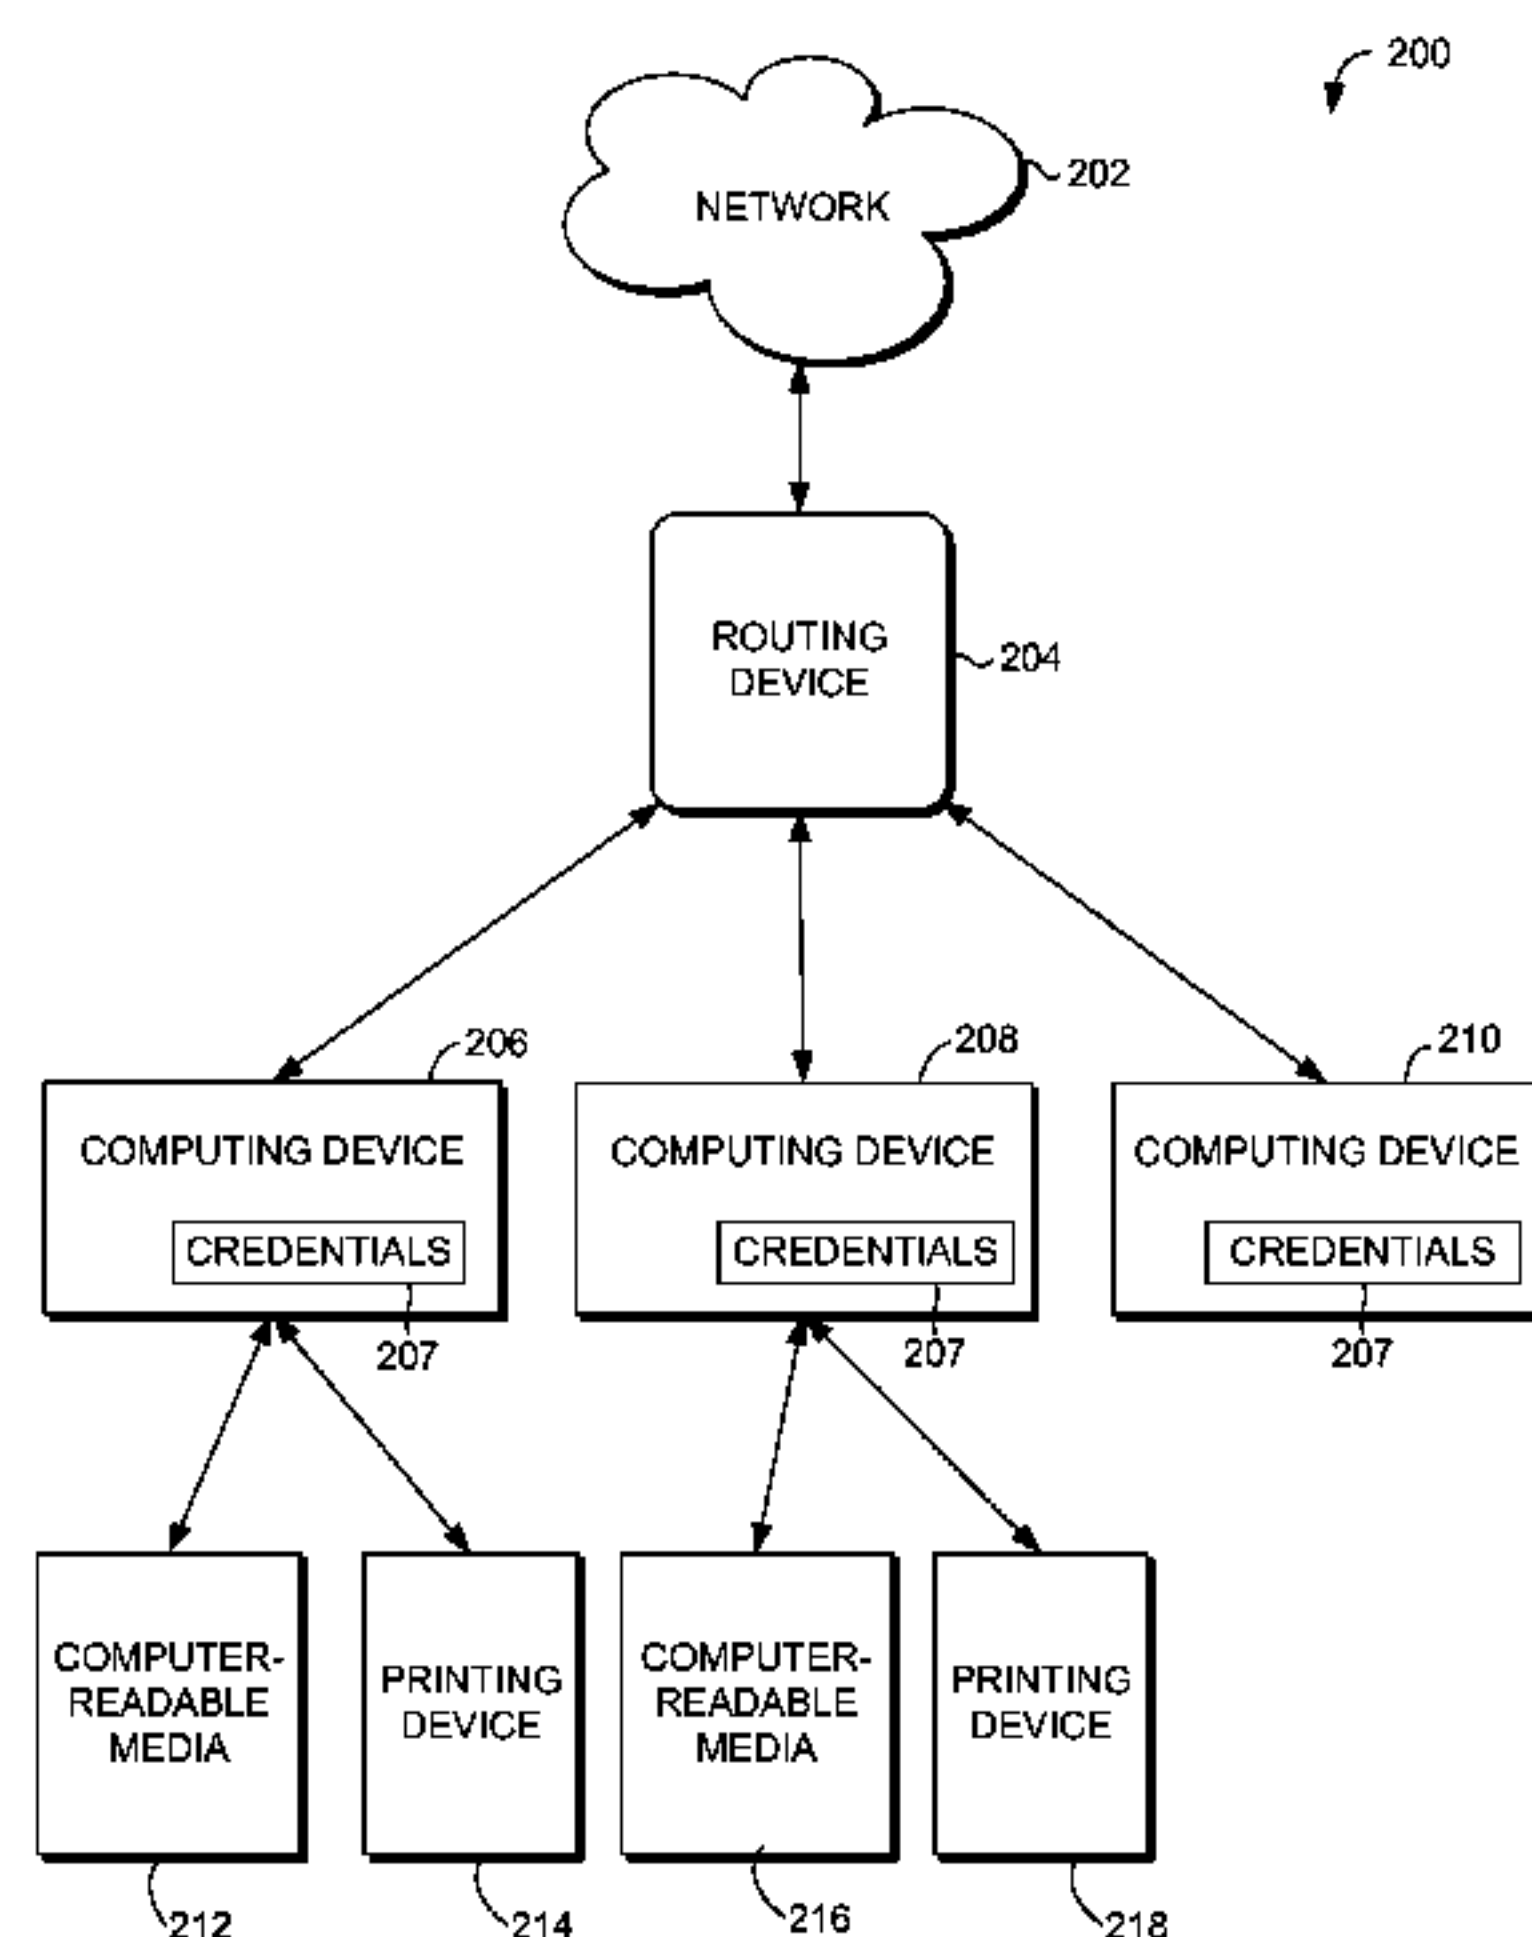 200
202
NETWORK
ROUTING
DEVICE
204
206
208
210
COMPUTING DEVICE
COMPUTING DEVICE
COMPUTING DEVICE
CREDENTIALS
CREDENTIALS
CREDENTIALS
207
207
207
COMPUTER-
READABLE
MEDIA
PRINTING
DEVICE
COMPUTER-
READABLE
MEDIA
PRINTING
DEVICE
212
214
216
218